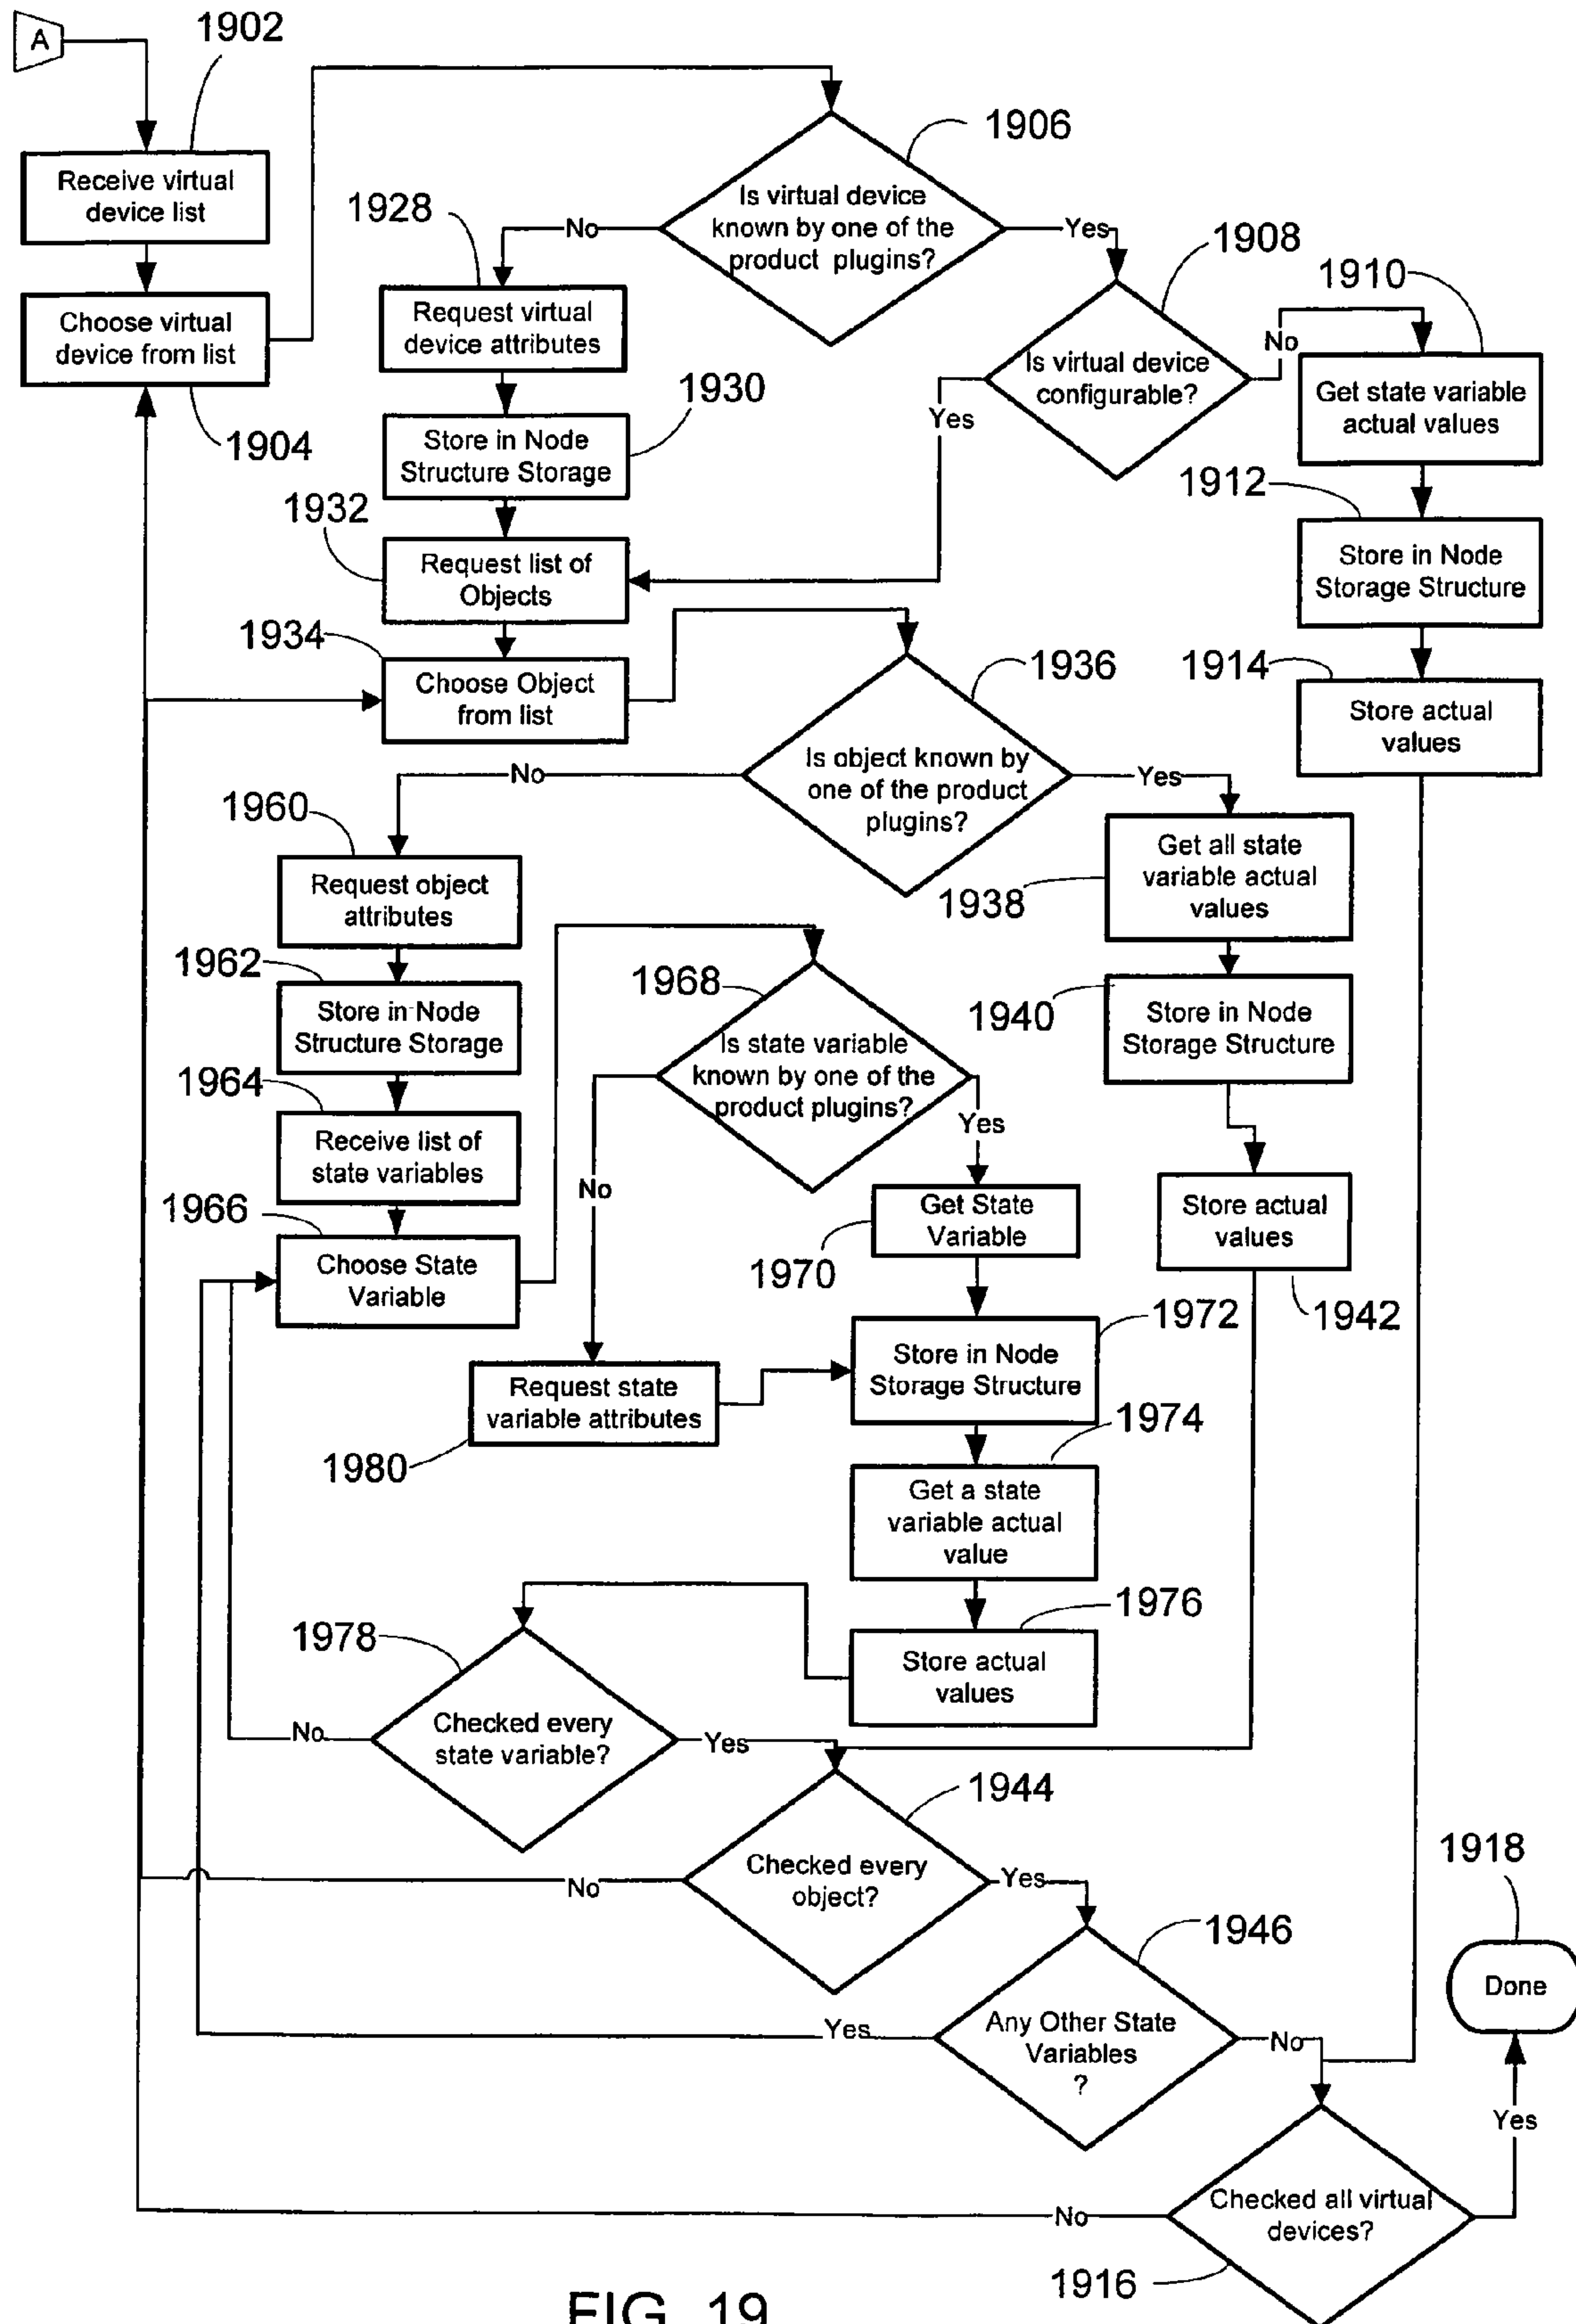 A
1902
Receive virtual
device list
Choose virtual
device from list
1904
1906
Is virtual device
known by one of the
product plugins?
No
Yes
1928
Request virtual
device attributes
1908
Is virtual device
configurable?
No
Yes
1910
Get state variable
actual values
1930
Store in Node
Structure Storage
1912
Store in Node
Storage Structure
1932
Request list of
Objects
1914
Store actual
values
1934
Choose Object
from list
1936
Is object known by
one of the product
plugins?
No
Yes
1960
Request object
attributes
1938
Get all state
variable actual
values
1962
Store in Node
Structure Storage
1940
Store in Node
Storage Structure
1964
Receive list of
state variables
1968
Is state variable
known by one of the
product plugins?
Yes
No
1966
Choose State
Variable
1970
Get State
Variable
Store actual
values
1942
1972
Store in Node
Storage Structure
Request state
variable attributes
1980
1974
Get a state
variable actual
value
1976
Store actual
values
1978
Checked every
state variable?
No
Yes
1944
Checked every
object?
No
Yes
1946
Any Other State
Variables
?
Yes
No
1918
Done
Yes
Checked all virtual
devices?
No
1916
FIG. 19